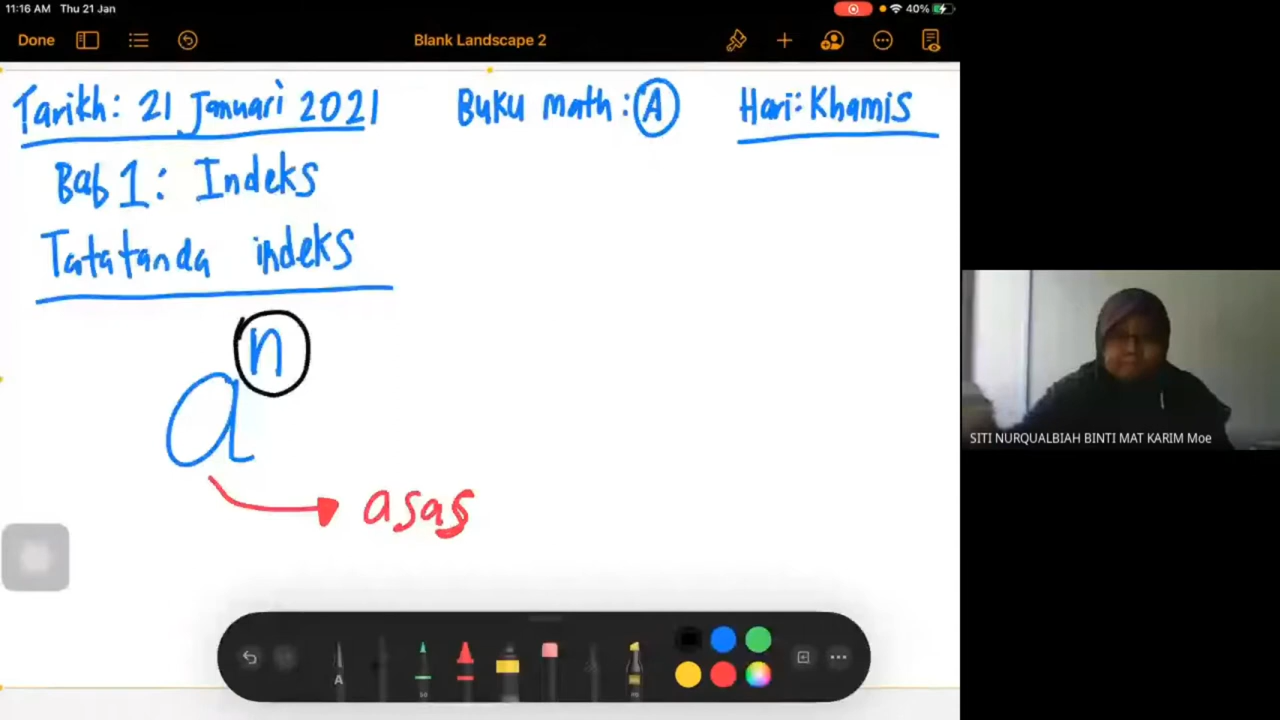 11:16 AM Thu 21 Jan 40%
Done Blank Landscape 2
Tarikh: 21 Januari 2021 Buku math: A Hari: Khamis
Bab 1: Indeks
Tatatanda indeks
n
a
asas
SITI NURQUALBIAH BINTI MAT KARIM Moe
A